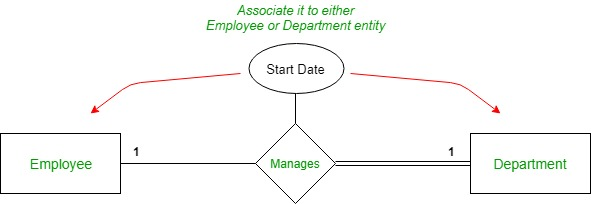 Associate it to either
Employee or Department entity
Start Date
1
1
Employee
Manages
Department